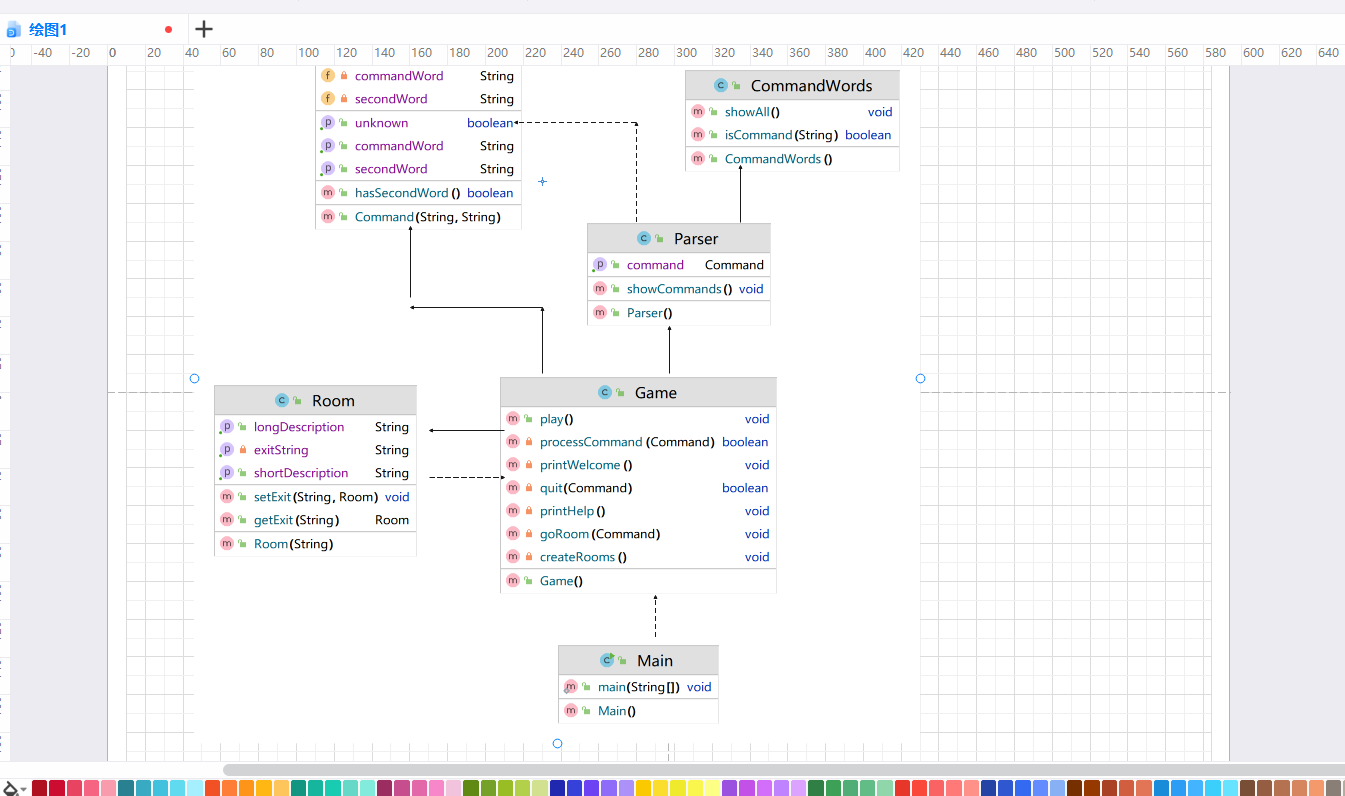 绘图1
-40 -20 0 20 40 60 80 100 120 140 160 180 200 220 240 260 280 300 320 340 360 380 400 420 440 460 480 500 520 540 560 580 600 620 640
f commandWord String
f secondWord String
p unknown boolean
p commandWord String
p secondWord String
m hasSecondWord () boolean
m Command(String, String)
C CommandWords
m showAll() void
m isCommand(String) boolean
m CommandWords ()
C Parser
p command Command
m showCommands() void
m Parser()
C Room
p longDescription String
p exitString String
p shortDescription String
m setExit(String, Room) void
m getExit(String) Room
m Room(String)
C Game
m play() void
m processCommand (Command) boolean
m printWelcome () void
m quit(Command) boolean
m printHelp() void
m goRoom(Command) void
m createRooms () void
m Game()
C Main
m main(String[]) void
m Main()